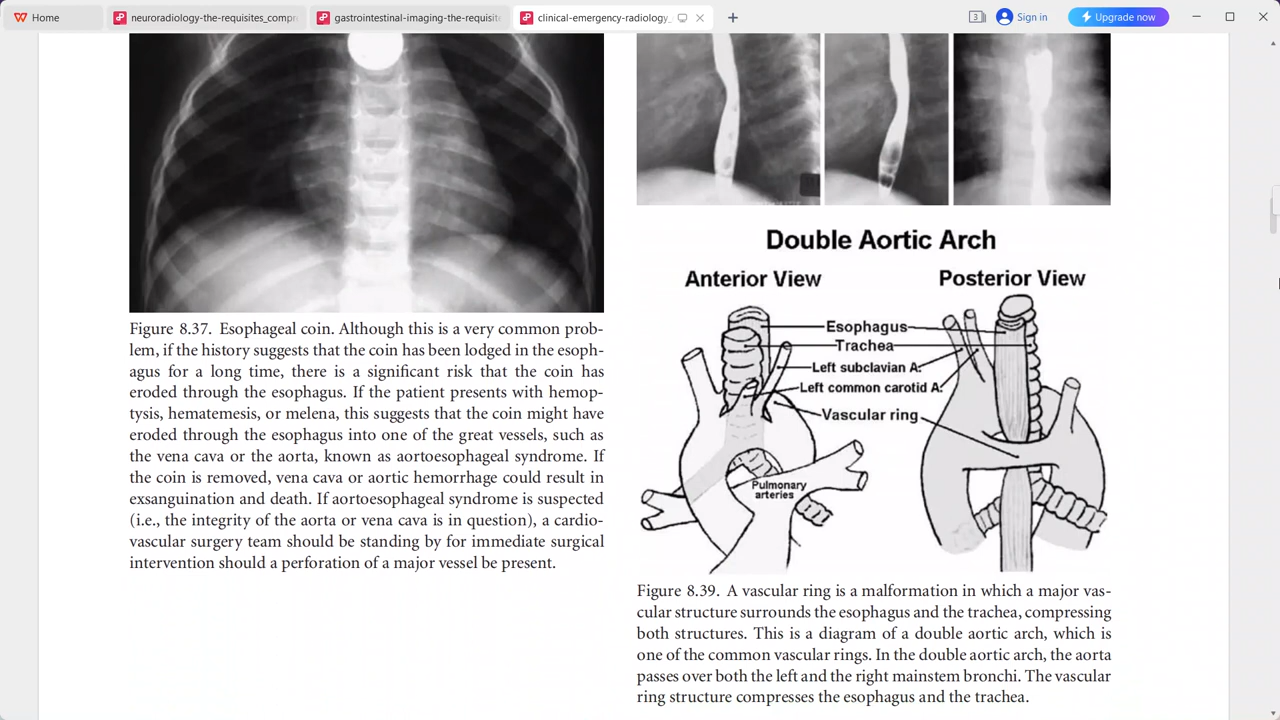 Home
neuroradiology-the-requisites_compr
gastrointestinal-imaging-the-requisite
clinical-emergency-radiology_
3
Sign in
Upgrade now
Figure 8.37. Esophageal coin. Although this is a very common prob-
lem, if the history suggests that the coin has been lodged in the esoph-
agus for a long time, there is a significant risk that the coin has
eroded through the esophagus. If the patient presents with hemop-
tysis, hematemesis, or melena, this suggests that the coin might have
eroded through the esophagus into one of the great vessels, such as
the vena cava or the aorta, known as aortoesophageal syndrome. If
the coin is removed, vena cava or aortic hemorrhage could result in
exsanguination and death. If aortoesophageal syndrome is suspected
(i.e., the integrity of the aorta or vena cava is in question), a cardio-
vascular surgery team should be standing by for immediate surgical
intervention should a perforation of a major vessel be present.
Double Aortic Arch
Anterior View
Posterior View
Esophagus
Trachea
Left subclavian A.
Left common carotid A.
Vascular ring
Pulmonary
arteries
Figure 8.39. A vascular ring is a malformation in which a major vas-
cular structure surrounds the esophagus and the trachea, compressing
both structures. This is a diagram of a double aortic arch, which is
one of the common vascular rings. In the double aortic arch, the aorta
passes over both the left and the right mainstem bronchi. The vascular
ring structure compresses the esophagus and the trachea.